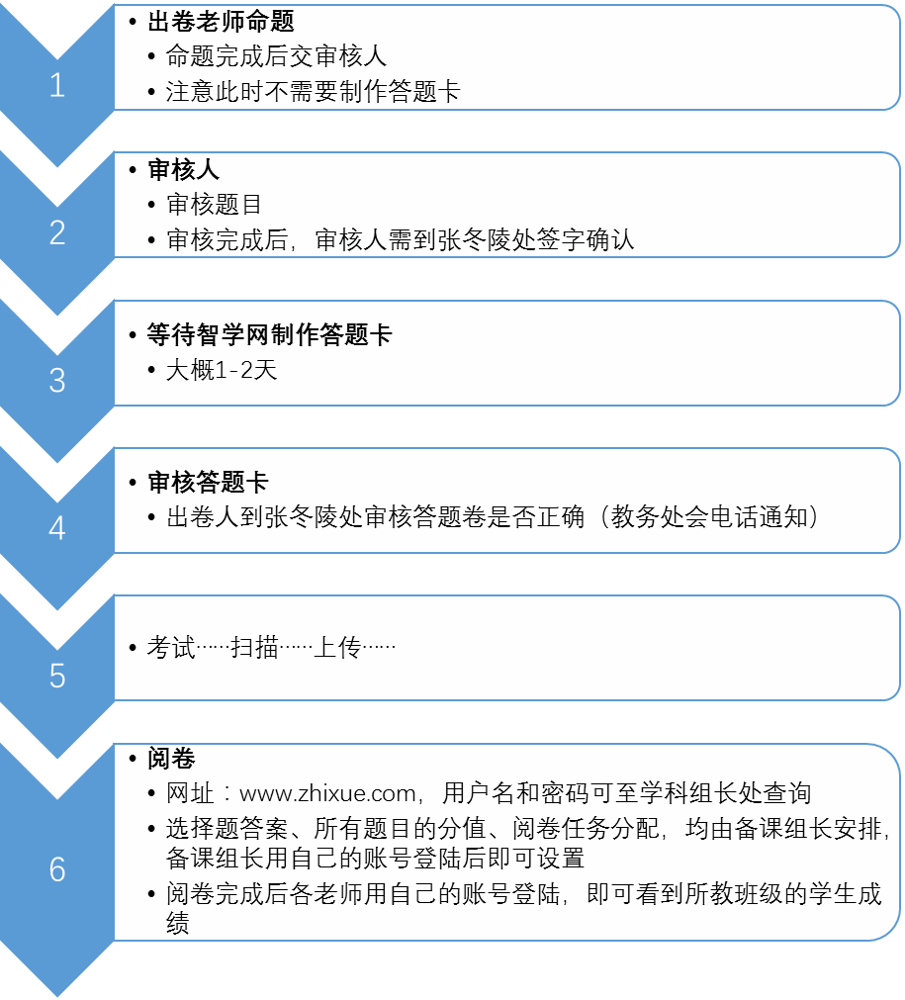 1
• 出卷老师命题
• 命题完成后交审核人
• 注意此时不需要制作答题卡
2
• 审核人
• 审核题目
• 审核完成后，审核人需到张冬陵处签字确认
3
• 等待智学网制作答题卡
• 大概1-2天
4
• 审核答题卡
• 出卷人到张冬陵处审核答题卷是否正确（教务处会电话通知）
5
• 考试……扫描……上传……
6
• 阅卷
• 网址：www.zhixue.com，用户名和密码可至学科组长处查询
• 选择题答案、所有题目的分值、阅卷任务分配，均由备课组长安排，
备课组长用自己的账号登陆后即可设置
• 阅卷完成后各老师用自己的账号登陆，即可看到所教班级的学生成
绩